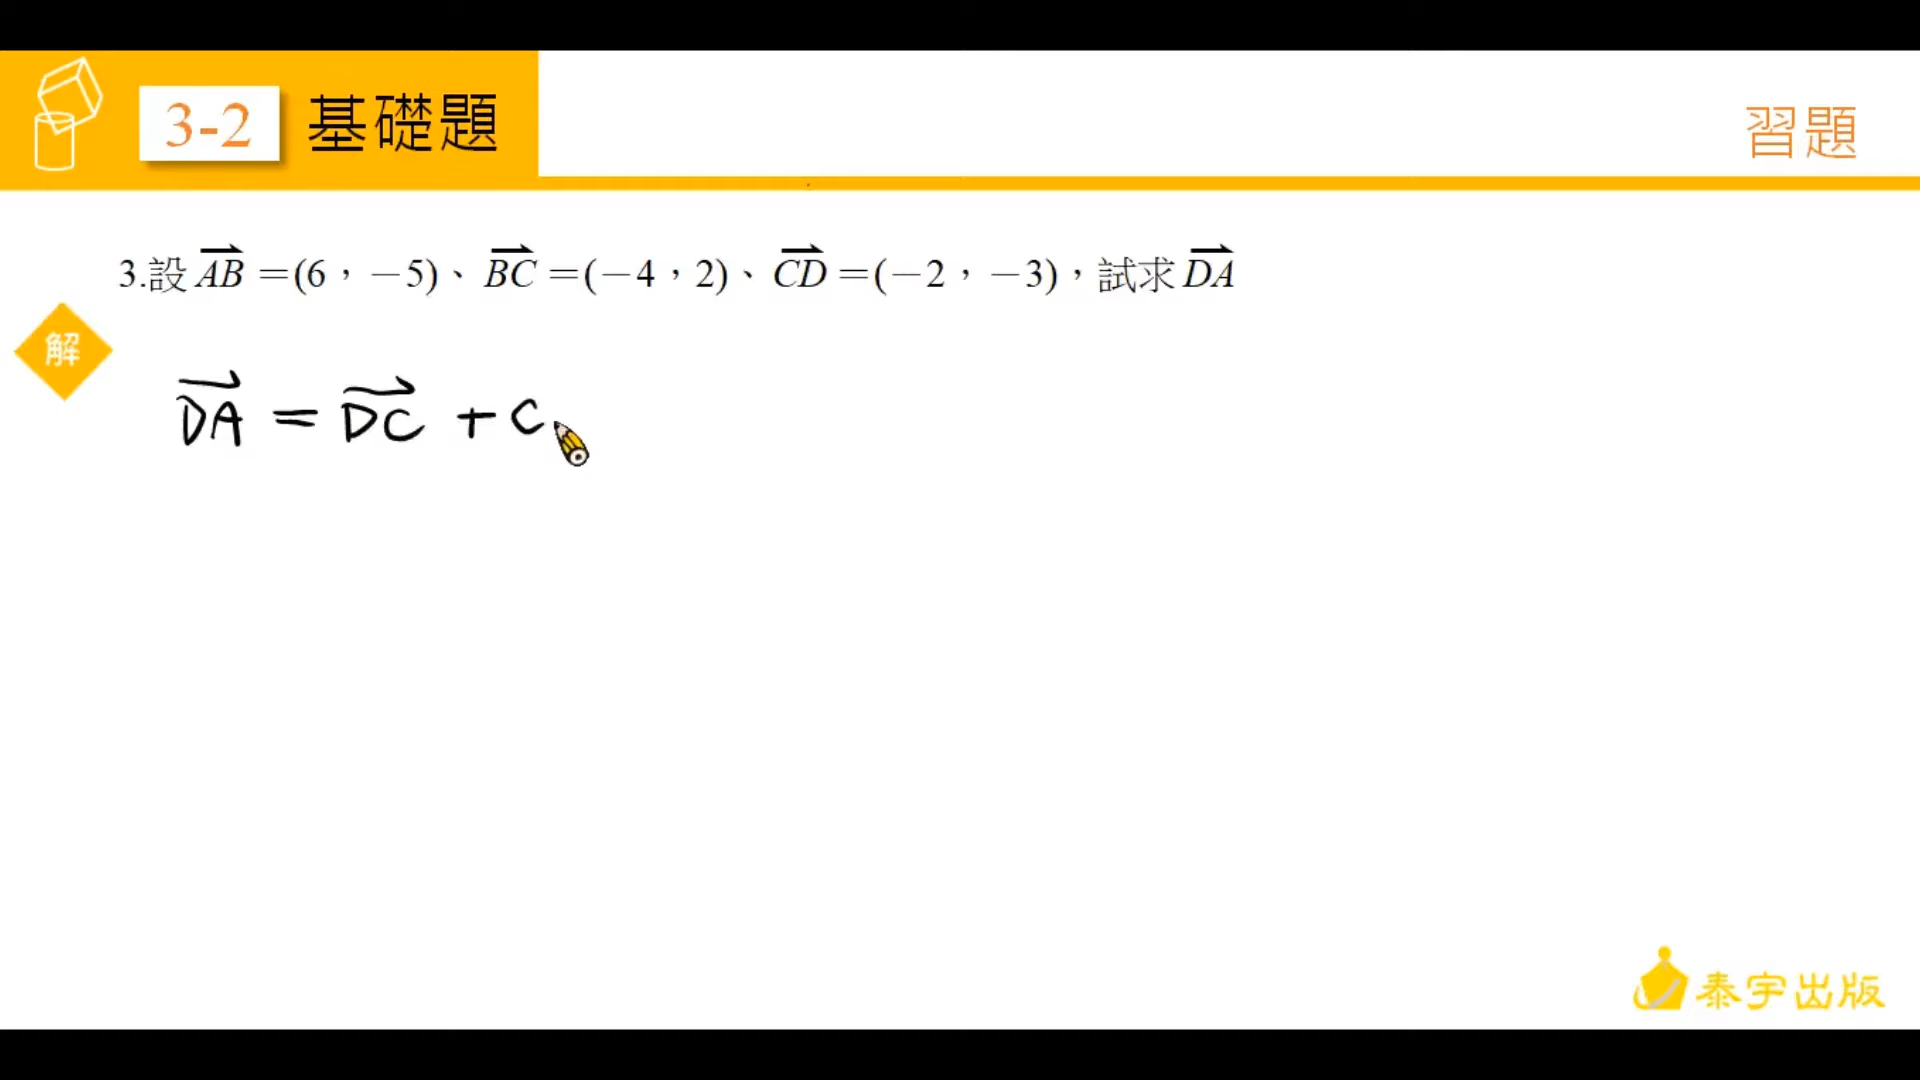 3-2 基礎題
習題
3.設 AB =(6，－5)、BC =(－4，2)、CD =(－2，－3)，試求 DA
解
DA = DC + C
泰宇出版